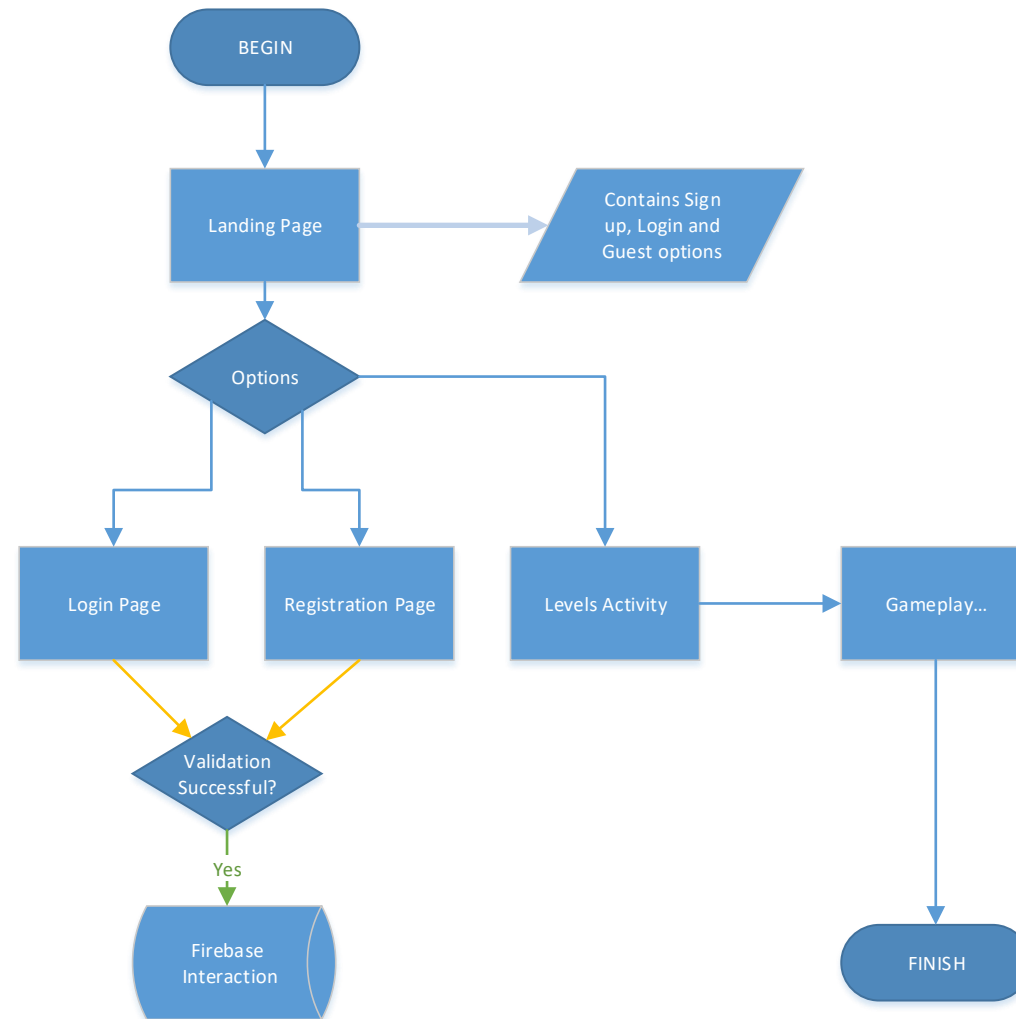 BEGIN
Landing Page
Contains Sign
up, Login and
Guest options
Options
Login Page
Registration Page
Levels Activity
Gameplay...
Validation
Successful?
Yes
Firebase
Interaction
FINISH